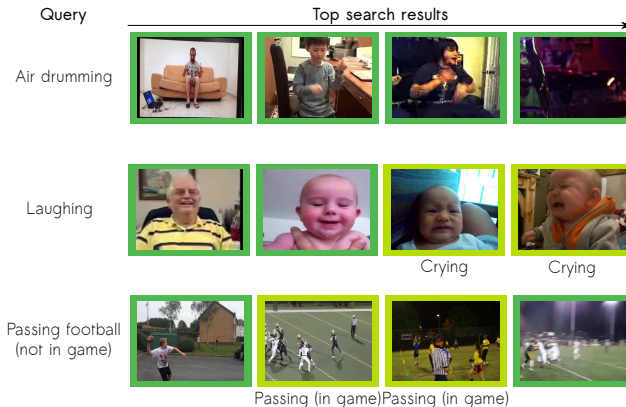 Query
Top search results
Air drumming
Laughing
Crying
Crying
Passing football
(not in game)
Passing (in game)
Passing (in game)